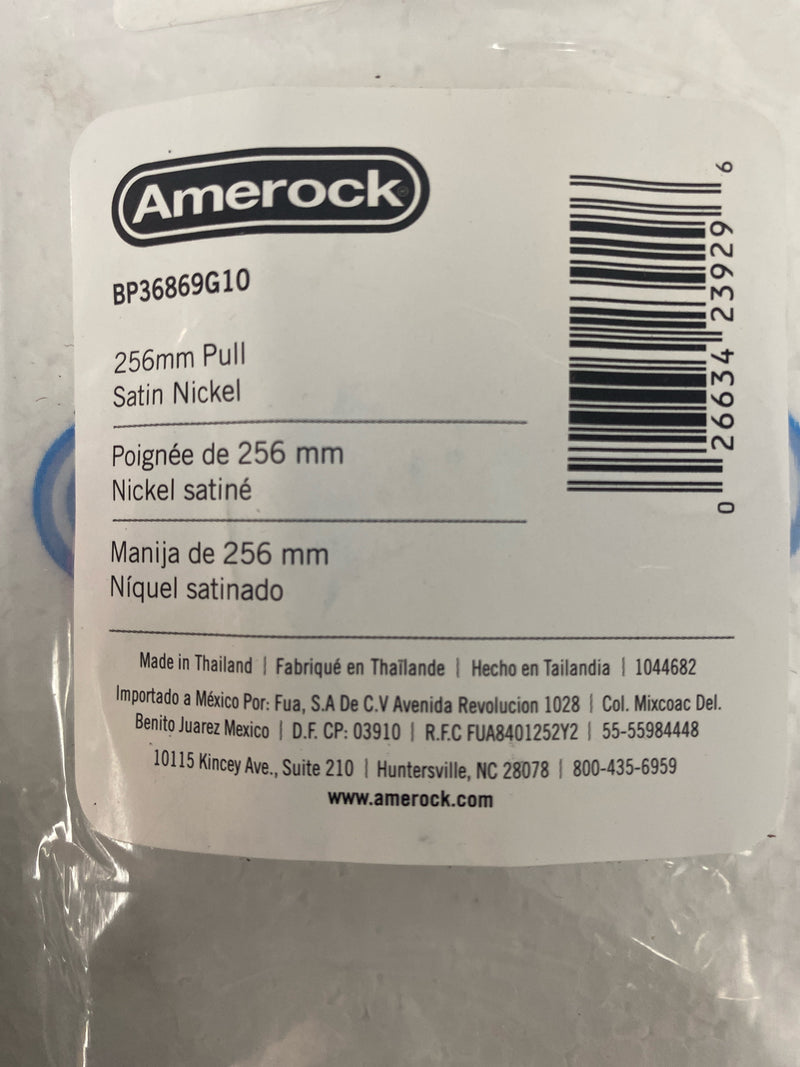 Amerock®
BP36869G10
256mm Pull
Satin Nickel
Poignée de 256 mm
Nickel satiné
Manija de 256 mm
Níquel satinado
Made in Thailand | Fabriqué en Thaïlande | Hecho en Tailandia | 1044682
Importado a México Por: Fua, S.A De C.V Avenida Revolucion 1028 | Col. Mixcoac Del.
Benito Juarez Mexico | D.F. CP: 03910 | R.F.C FUA8401252Y2 | 55-55984448
10115 Kincey Ave., Suite 210 | Huntersville, NC 28078 | 800-435-6959
www.amerock.com
0 26634 23929 6